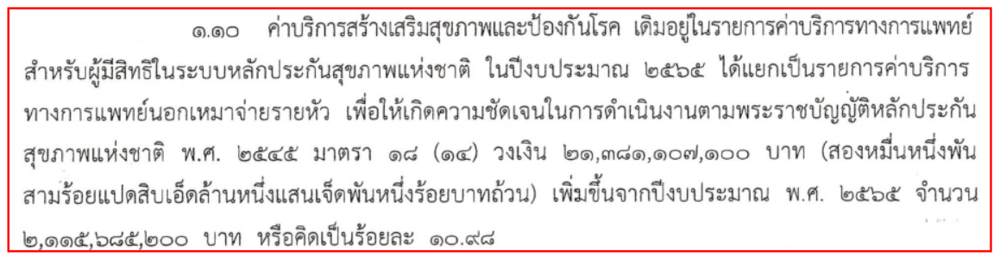 ๑.๑๐ ค่าบริการสร้างเสริมสุขภาพและป้องกันโรค เดิมอยู่ในรายการค่าบริการทางการแพทย์
สำหรับผู้มีสิทธิในระบบหลักประกันสุขภาพแห่งชาติ ในปีงบประมาณ ๒๕๖๕ ได้แยกเป็นรายการค่าบริการ
ทางการแพทย์นอกเหมาจ่ายรายหัว เพื่อให้เกิดความชัดเจนในการดำเนินงานตามพระราชบัญญัติหลักประกัน
สุขภาพแห่งชาติ พ.ศ. ๒๕๔๕ มาตรา ๑๘ (๑๔) วงเงิน ๒๑,๓๘๑,๑๐๗,๑๐๐ บาท (สองหมื่นหนึ่งพัน
สามร้อยแปดสิบเอ็ดล้านหนึ่งแสนเจ็ดพันหนึ่งร้อยบาทถ้วน) เพิ่มขึ้นจากปีงบประมาณ พ.ศ. ๒๕๖๕ จำนวน
๒,๑๑๕,๖๘๕,๒๐๐ บาท หรือคิดเป็นร้อยละ ๑๐.๙๘